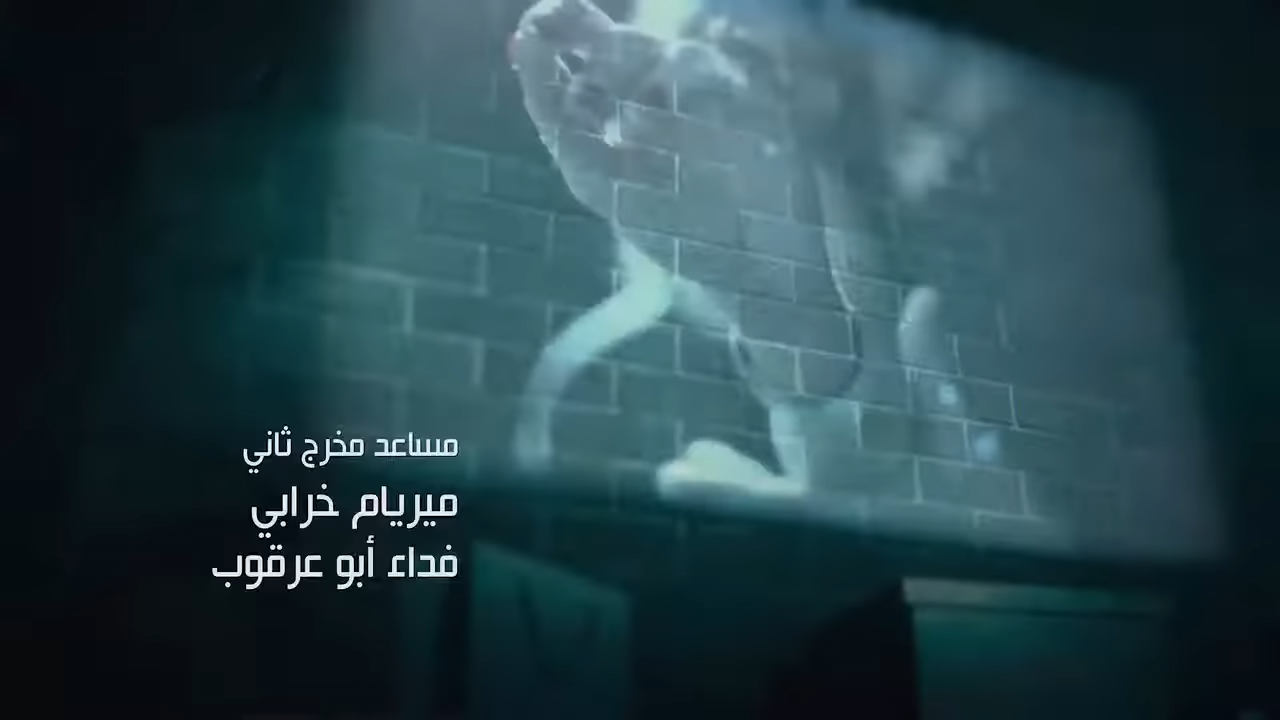 مساعد مخرج ثاني
ميريام خرابي
فداء أبو عرقوب